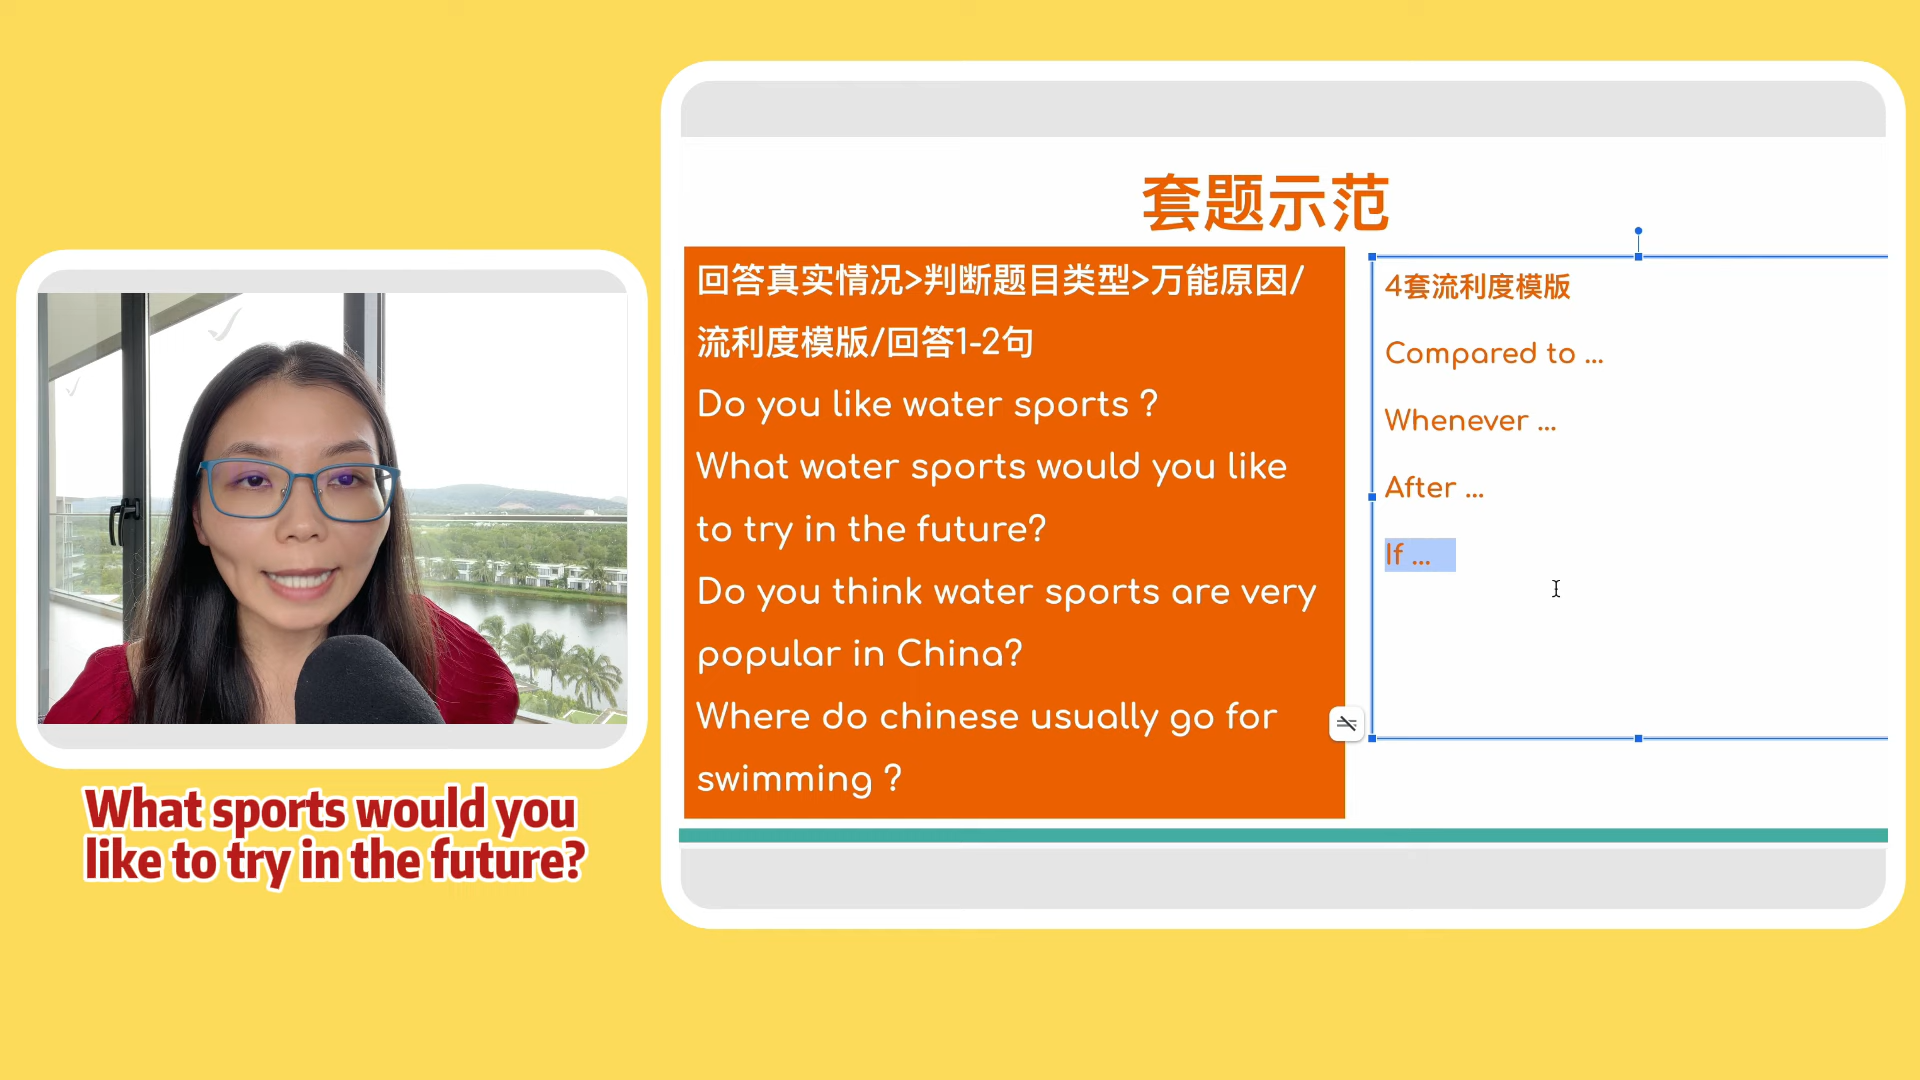 套题示范
回答真实情况>判断题目类型>万能原因/
流利度模版/回答1-2句
Do you like water sports ?
What water sports would you like
to try in the future?
Do you think water sports are very
popular in China?
Where do chinese usually go for
swimming ?
4套流利度模版
Compared to ...
Whenever ...
After ...
If ...
What sports would you
like to try in the future?